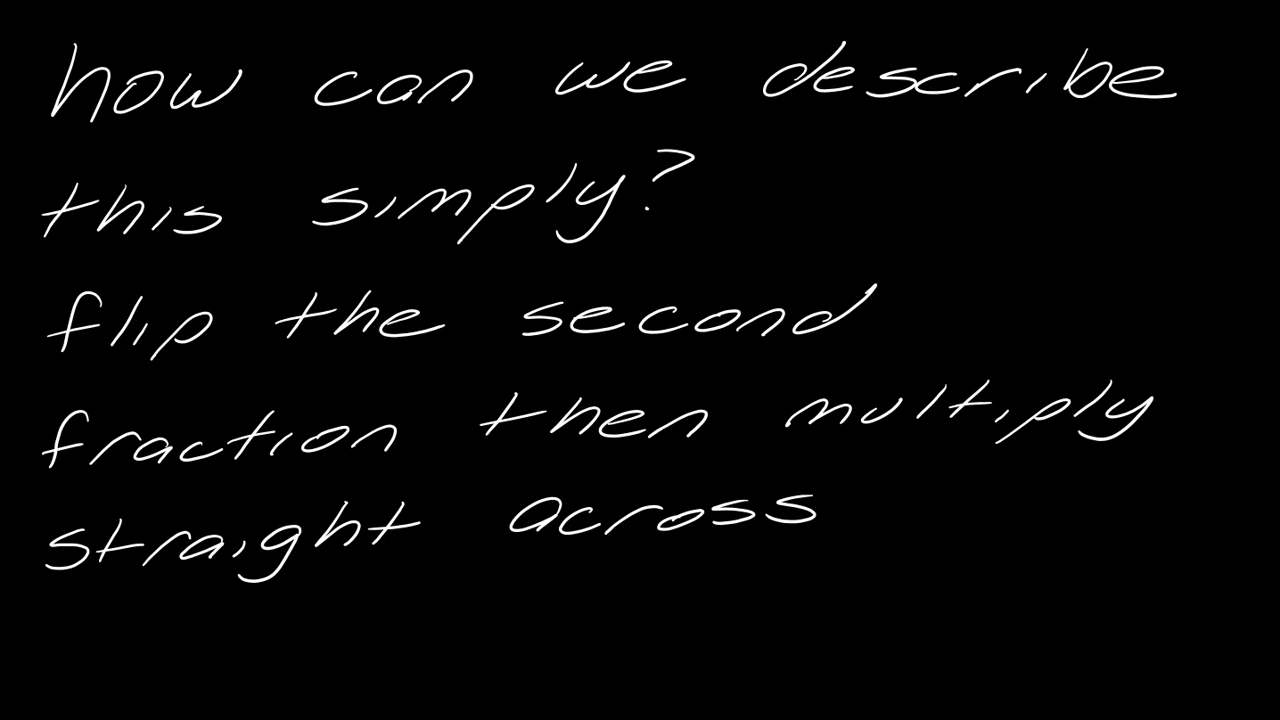 how can we describe
this simply?
flip the second
fraction then multiply
straight across